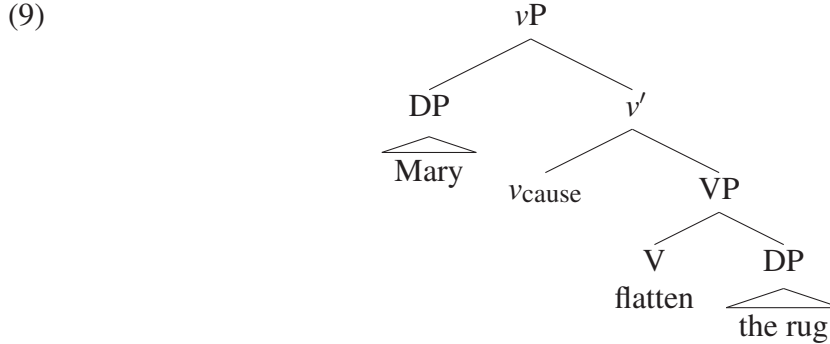 (9)
vP
DP v′
Mary
vcause VP
V DP
flatten
the rug